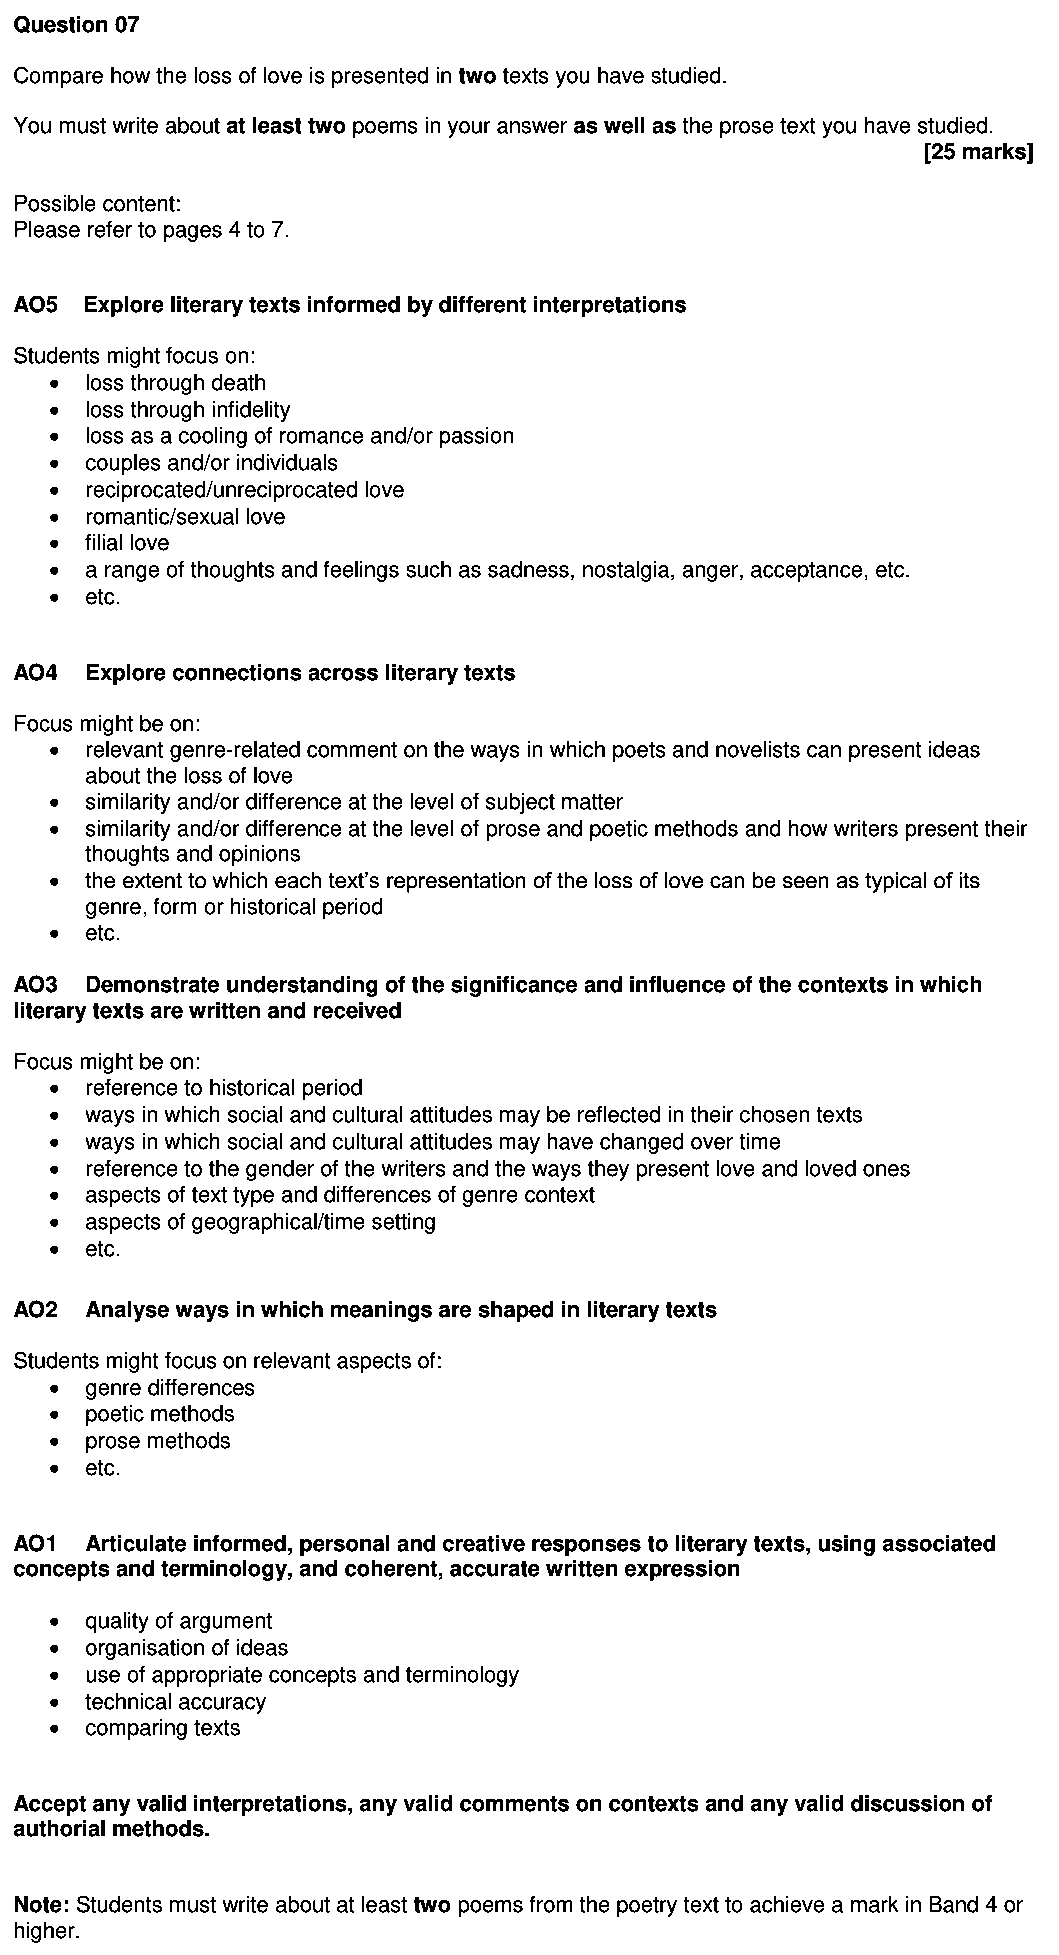 Question 07
Compare how the loss of love is presented in two texts you have studied.
You must write about at least two poems in your answer as well as the prose text you have studied.
[25 marks]
Possible content:
Please refer to pages 4 to 7.
AO5 Explore literary texts informed by different interpretations
Students might focus on:
• loss through death
• loss through infidelity
• loss as a cooling of romance and/or passion
• couples and/or individuals
• reciprocated/unreciprocated love
• romantic/sexual love
• filial love
• a range of thoughts and feelings such as sadness, nostalgia, anger, acceptance, etc.
• etc.
AO4 Explore connections across literary texts
Focus might be on:
• relevant genre-related comment on the ways in which poets and novelists can present ideas
about the loss of love
• similarity and/or difference at the level of subject matter
• similarity and/or difference at the level of prose and poetic methods and how writers present their
thoughts and opinions
• the extent to which each text's representation of the loss of love can be seen as typical of its
genre, form or historical period
• etc.
AO3 Demonstrate understanding of the significance and influence of the contexts in which
literary texts are written and received
Focus might be on:
• reference to historical period
• ways in which social and cultural attitudes may be reflected in their chosen texts
• ways in which social and cultural attitudes may have changed over time
• reference to the gender of the writers and the ways they present love and loved ones
• aspects of text type and differences of genre context
• aspects of geographical/time setting
• etc.
AO2 Analyse ways in which meanings are shaped in literary texts
Students might focus on relevant aspects of:
• genre differences
• poetic methods
• prose methods
• etc.
AO1 Articulate informed, personal and creative responses to literary texts, using associated
concepts and terminology, and coherent, accurate written expression
• quality of argument
• organisation of ideas
• use of appropriate concepts and terminology
• technical accuracy
• comparing texts
Accept any valid interpretations, any valid comments on contexts and any valid discussion of
authorial methods.
Note: Students must write about at least two poems from the poetry text to achieve a mark in Band 4 or
higher.